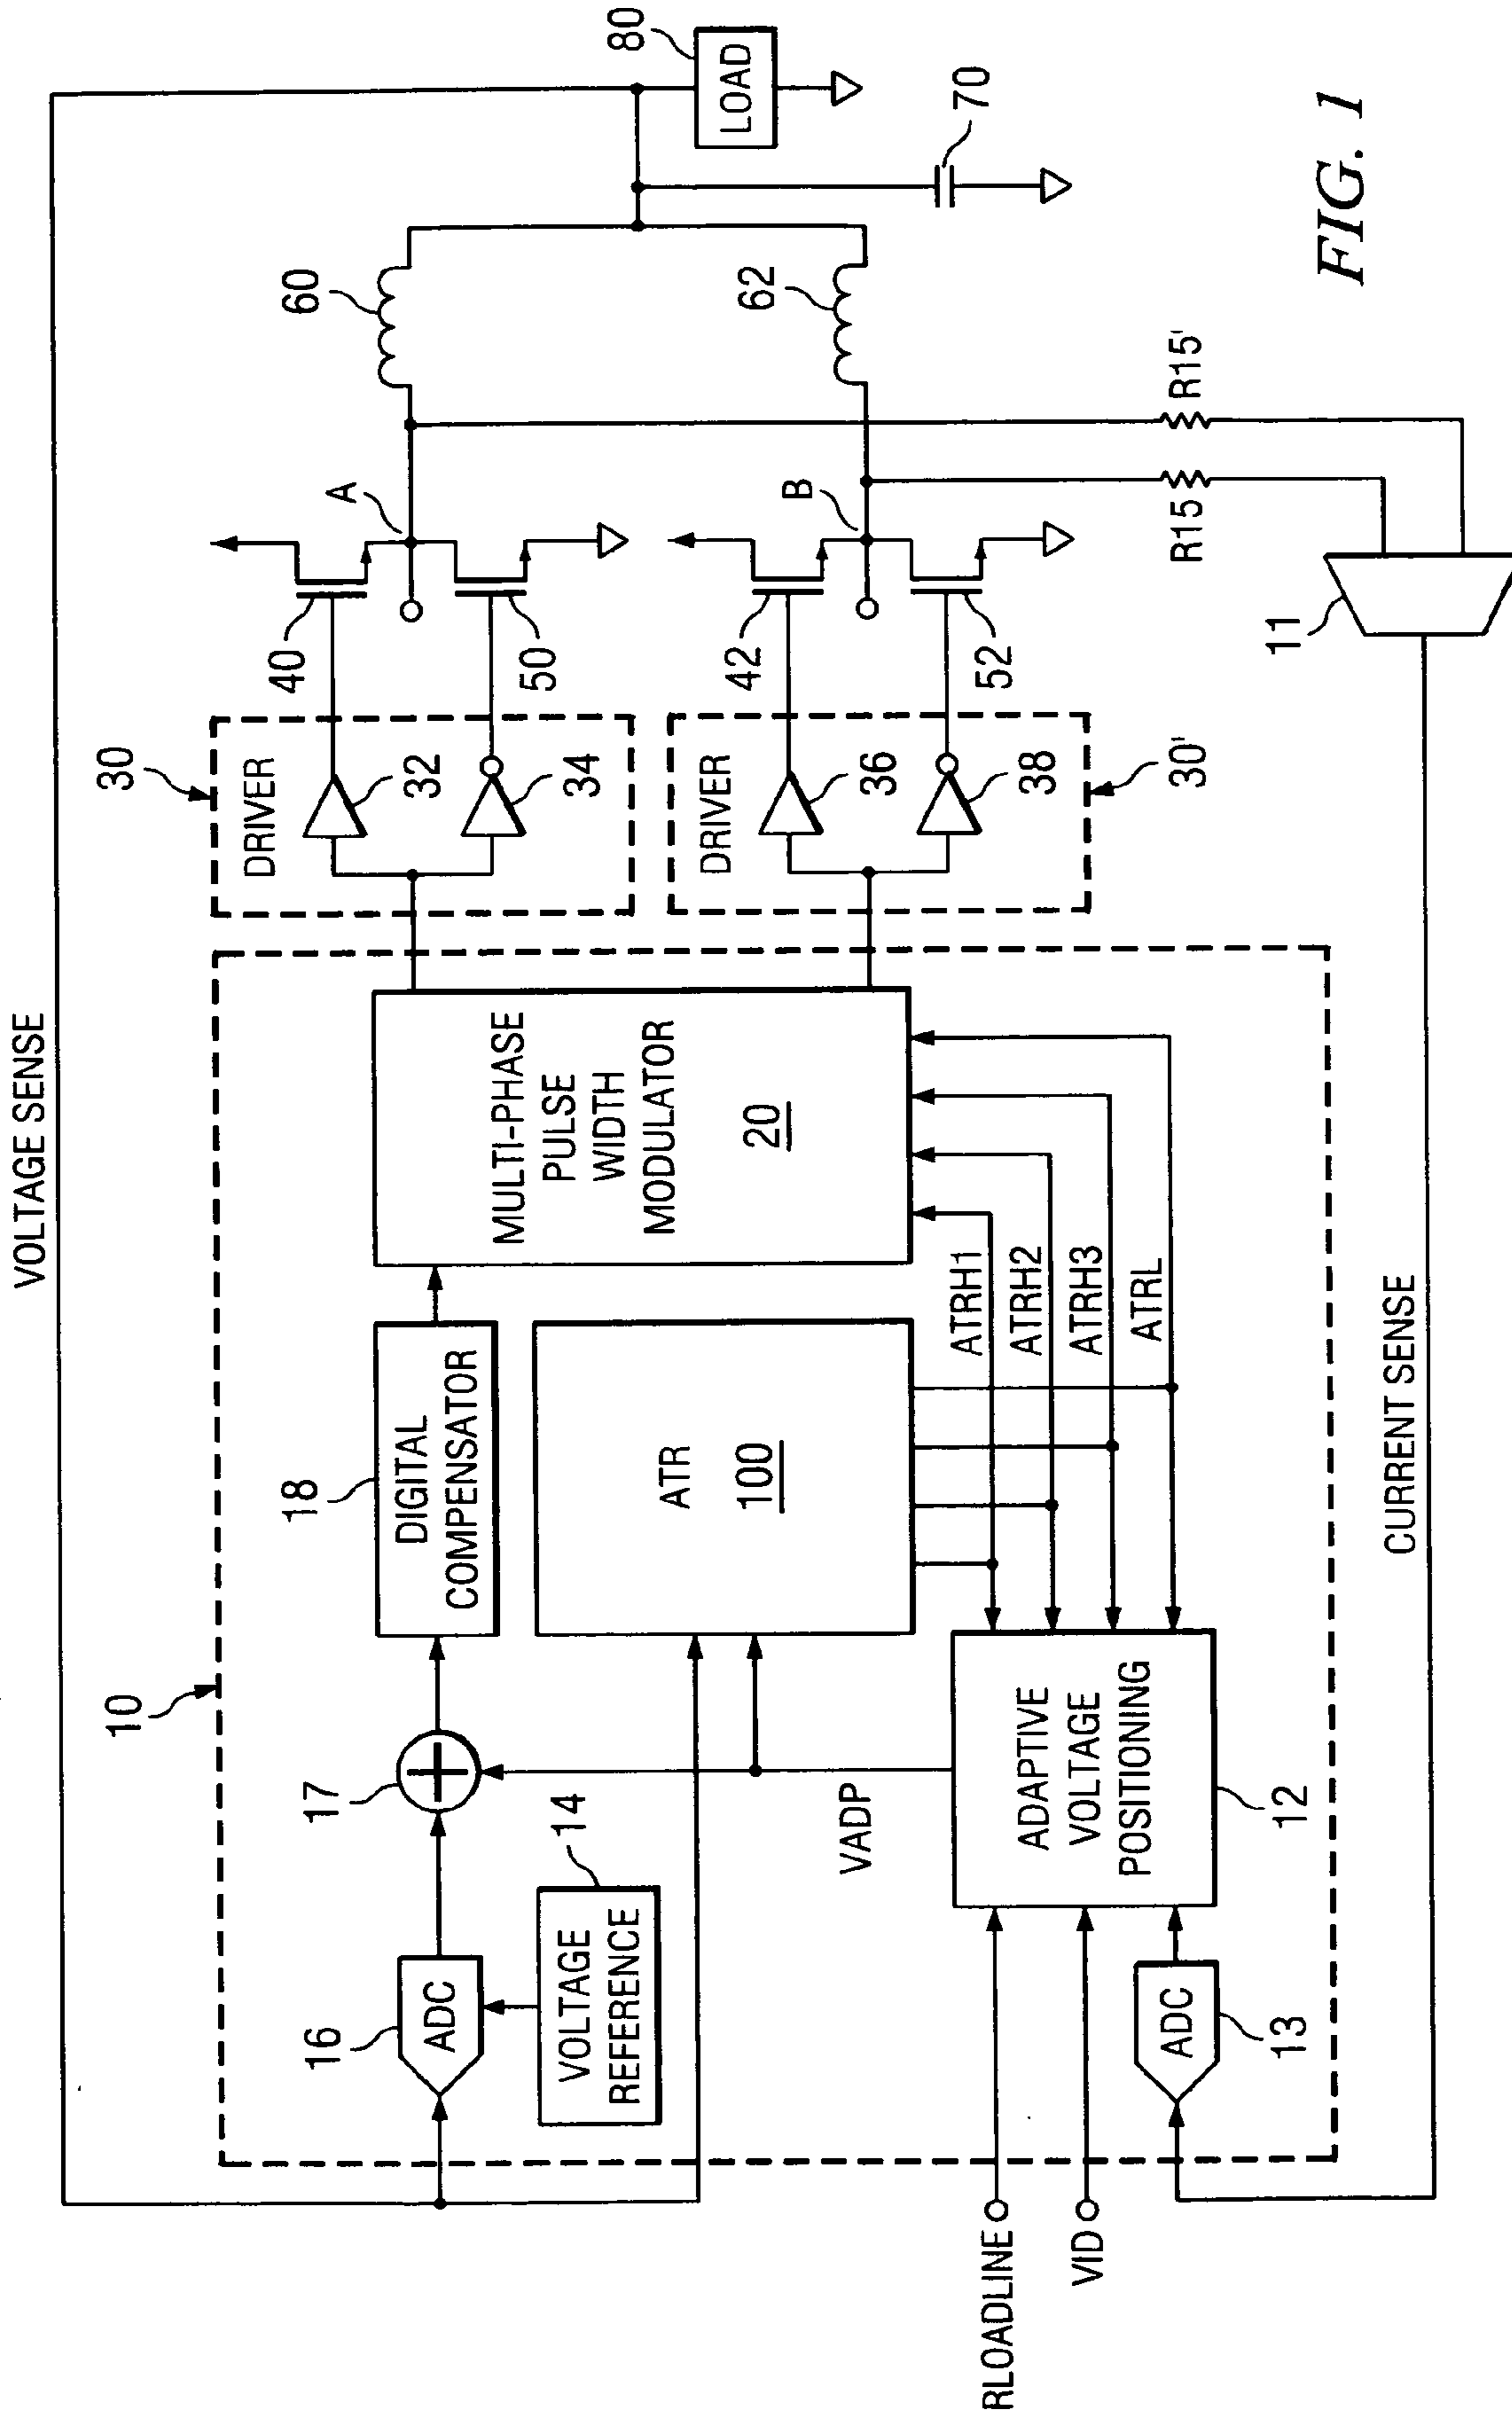 VOLTAGE SENSE
10
16
ADC
14
VOLTAGE
REFERENCE
17
18
DIGITAL
COMPENSATOR
ATR
100
MULTI-PHASE
PULSE
WIDTH
MODULATOR
20
VADP
ATRH1
ATRH2
ATRH3
ATRL
RLOADLINE
VID
ADC
13
ADAPTIVE
VOLTAGE
POSITIONING
12
CURRENT SENSE
30
DRIVER
32
34
DRIVER
36
38
30'
40
50
A
42
52
B
60
62
80
LOAD
70
R15
R15'
11
FIG. 1